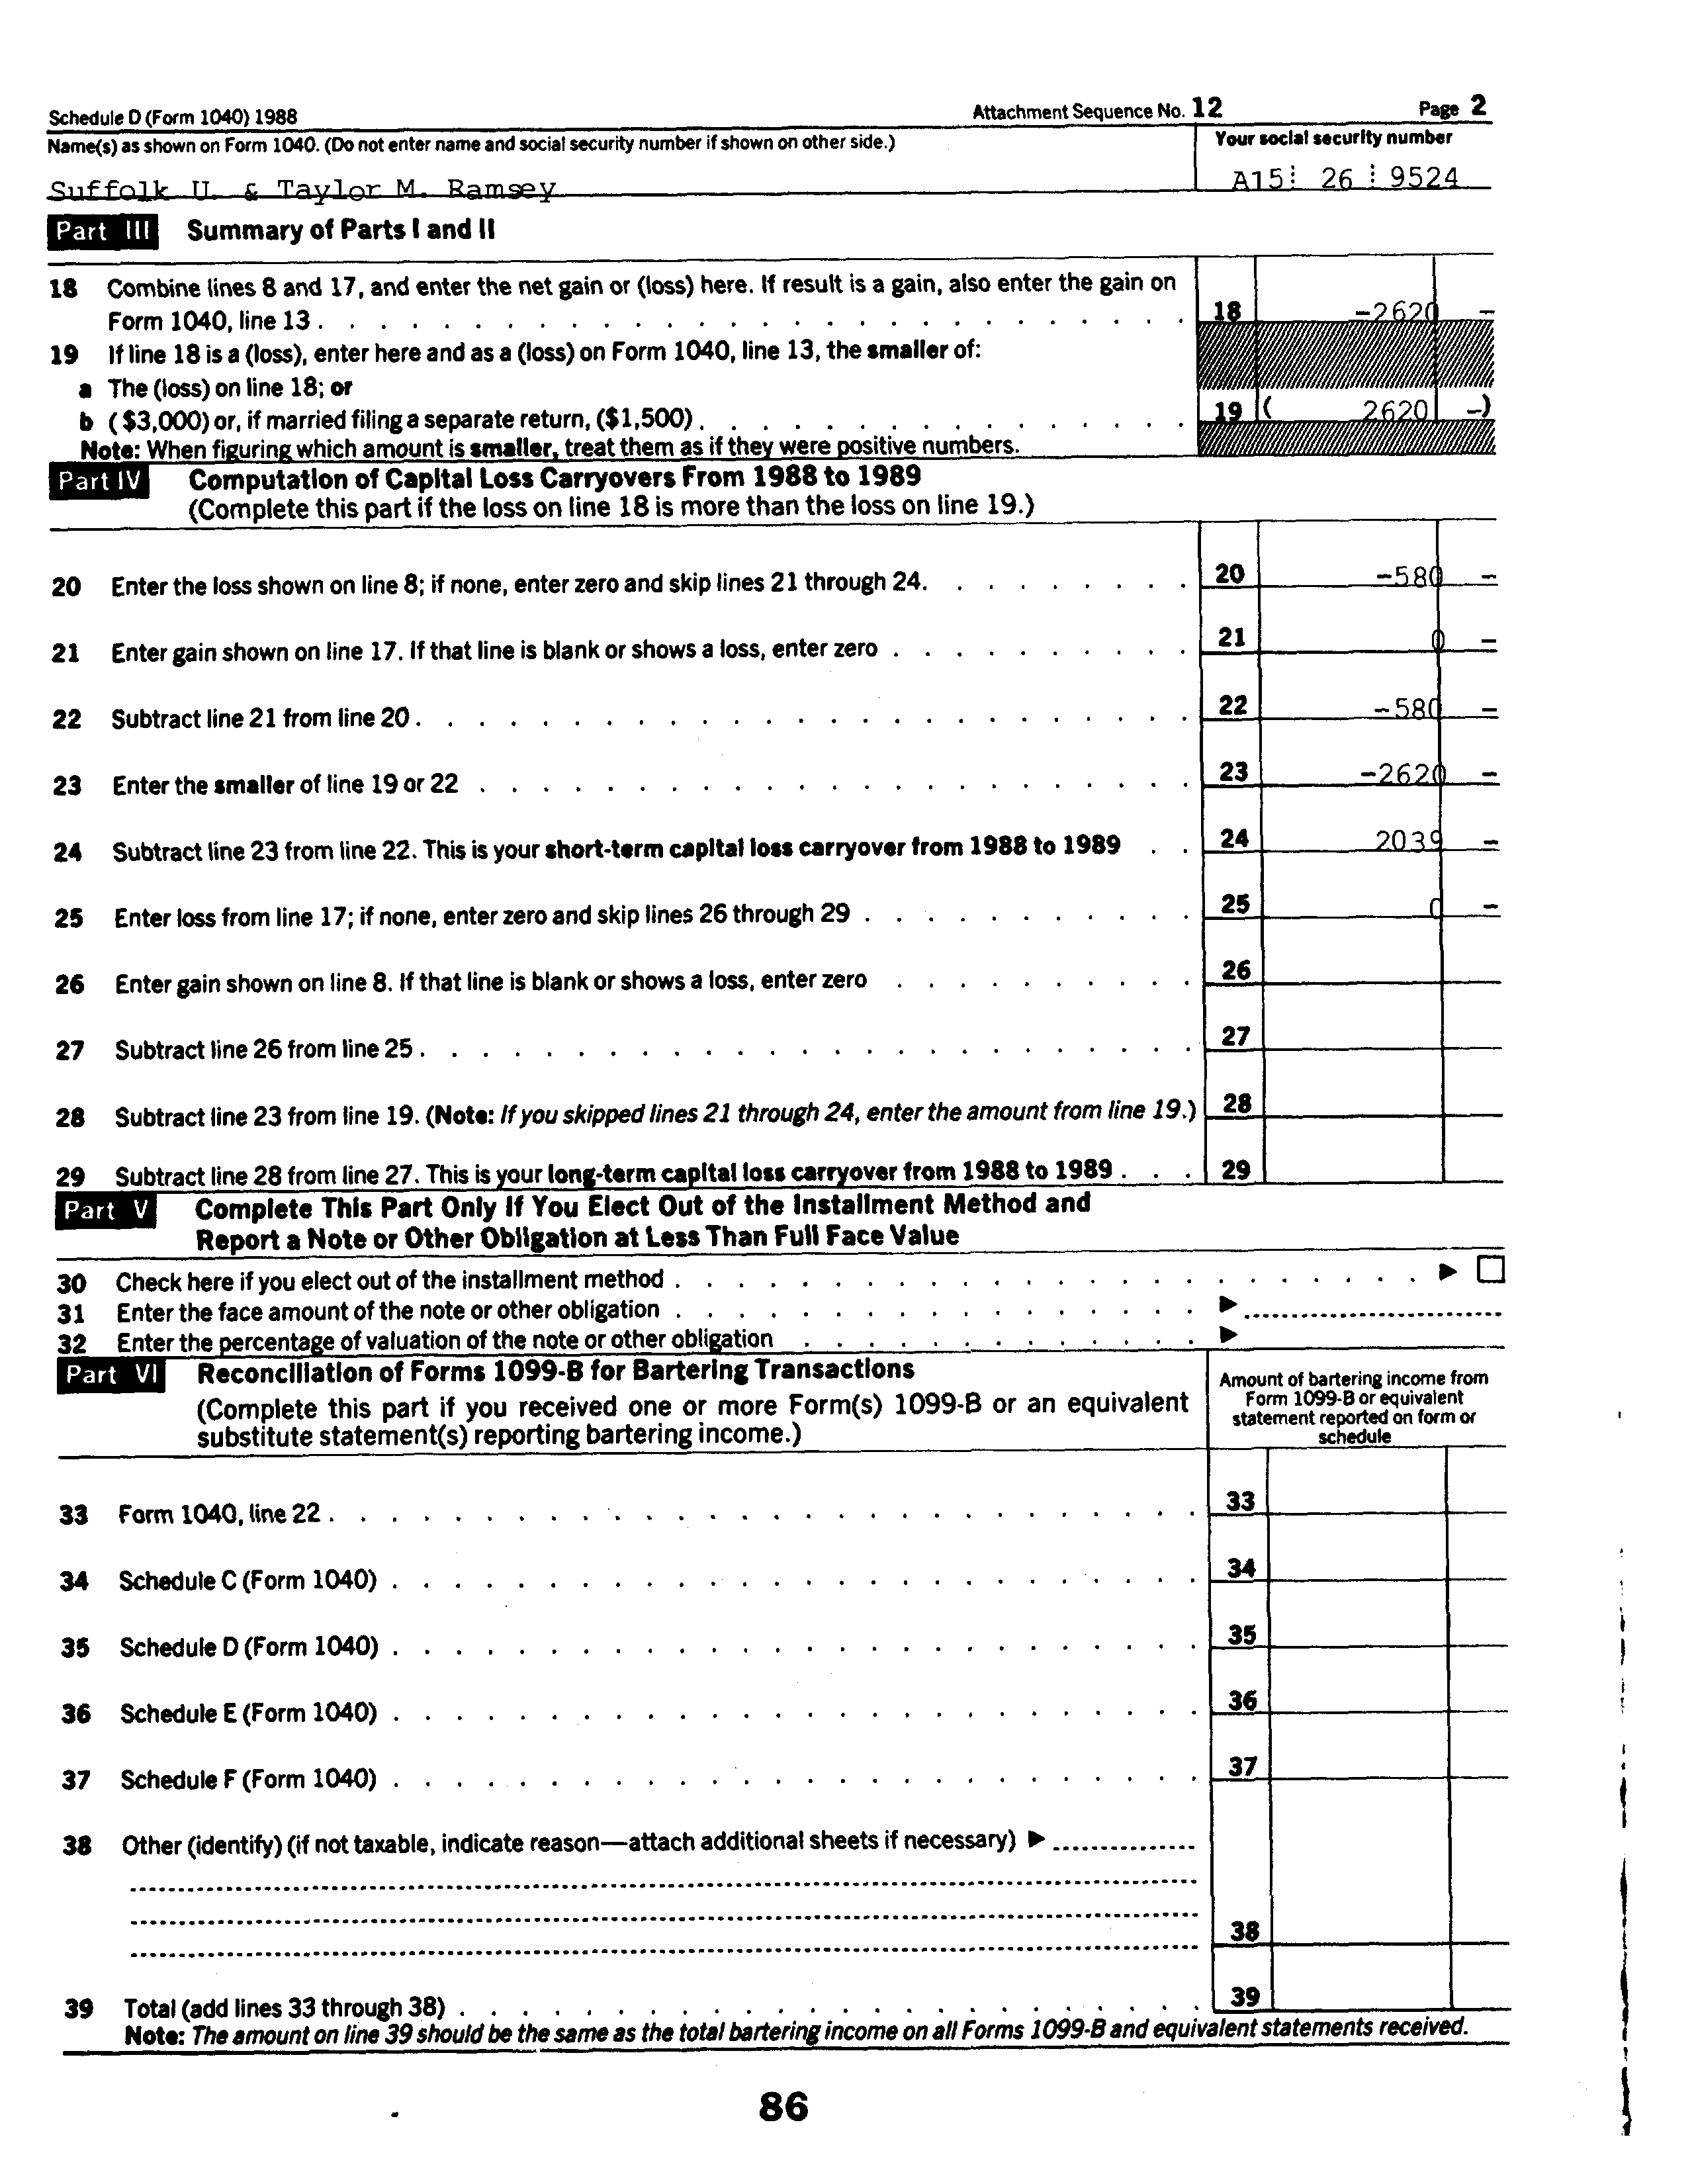 Schedule D (Form 1040) 1988 Attachment Sequence No. 12 Page 2
Name(s) as shown on Form 1040. (Do not enter name and social security number if shown on other side.) Your social security number
Suffolk U. & Taylor M. Ramsey A15 26 9524
Part III Summary of Parts I and II
18 Combine lines 8 and 17, and enter the net gain or (loss) here. If result is a gain, also enter the gain on
Form 1040, line 13 . . . 18 -2620 –
19 If line 18 is a (loss), enter here and as a (loss) on Form 1040, line 13, the smaller of:
a The (loss) on line 18; or
b ($3,000) or, if married filing a separate return, ($1,500) . . . 19 ( 2620 –)
Note: When figuring which amount is smaller, treat them as if they were positive numbers.
Part IV Computation of Capital Loss Carryovers From 1988 to 1989
(Complete this part if the loss on line 18 is more than the loss on line 19.)
20 Enter the loss shown on line 8; if none, enter zero and skip lines 21 through 24. . . . 20 -580 –
21 Enter gain shown on line 17. If that line is blank or shows a loss, enter zero . . . 21 0 –
22 Subtract line 21 from line 20 . . . 22 -580 –
23 Enter the smaller of line 19 or 22 . . . 23 -2620 –
24 Subtract line 23 from line 22. This is your short-term capital loss carryover from 1988 to 1989 . . 24 2039 –
25 Enter loss from line 17; if none, enter zero and skip lines 26 through 29 . . . 25 0 –
26 Enter gain shown on line 8. If that line is blank or shows a loss, enter zero . . . 26
27 Subtract line 26 from line 25 . . . 27
28 Subtract line 23 from line 19. (Note: If you skipped lines 21 through 24, enter the amount from line 19.) 28
29 Subtract line 28 from line 27. This is your long-term capital loss carryover from 1988 to 1989 . . . 29
Part V Complete This Part Only If You Elect Out of the Installment Method and
Report a Note or Other Obligation at Less Than Full Face Value
30 Check here if you elect out of the installment method . . . ▶ ☐
31 Enter the face amount of the note or other obligation . . . ▶
32 Enter the percentage of valuation of the note or other obligation . . . ▶
Part VI Reconciliation of Forms 1099-B for Bartering Transactions
(Complete this part if you received one or more Form(s) 1099-B or an equivalent
substitute statement(s) reporting bartering income.)
Amount of bartering income from
Form 1099-B or equivalent
statement reported on form or
schedule
33 Form 1040, line 22 . . . 33
34 Schedule C (Form 1040) . . . 34
35 Schedule D (Form 1040) . . . 35
36 Schedule E (Form 1040) . . . 36
37 Schedule F (Form 1040) . . . 37
38 Other (identify) (if not taxable, indicate reason—attach additional sheets if necessary) ▶
38
39 Total (add lines 33 through 38) . . . 39
Note: The amount on line 39 should be the same as the total bartering income on all Forms 1099-B and equivalent statements received.
86